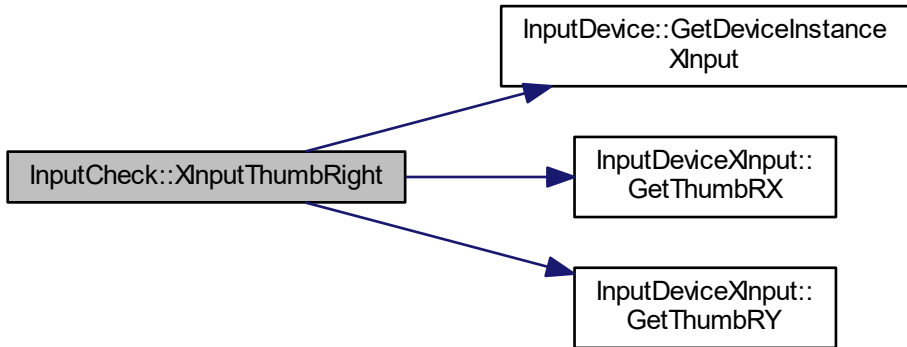 InputDevice::GetDeviceInstance
XInput
InputCheck::XInputThumbRight
InputDeviceXInput::
GetThumbRX
InputDeviceXInput::
GetThumbRY